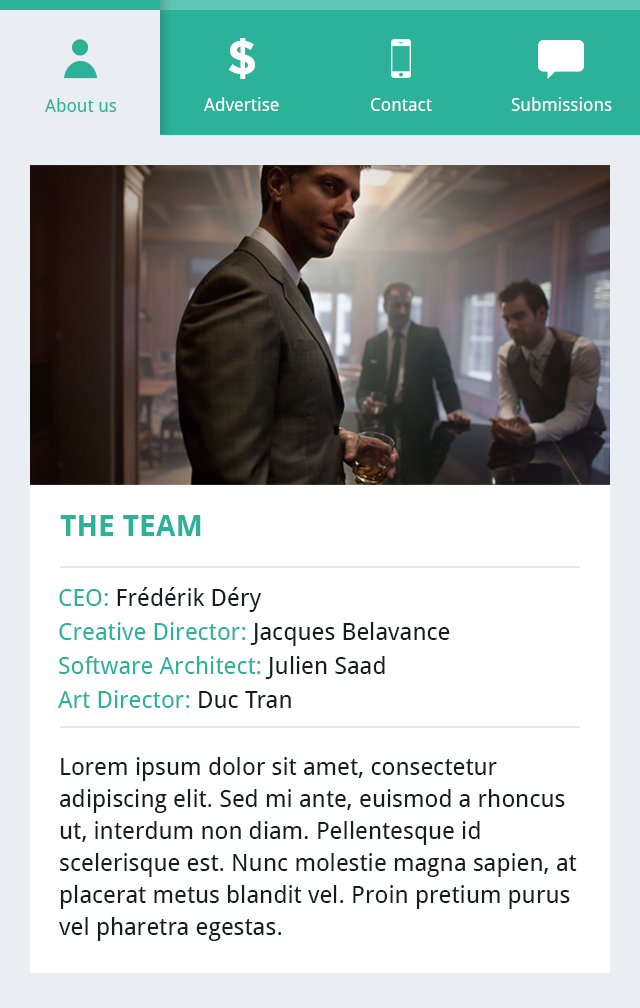 About us
Advertise
Contact
Submissions
THE TEAM
CEO: Frédérik Déry
Creative Director: Jacques Belavance
Software Architect: Julien Saad
Art Director: Duc Tran
Lorem ipsum dolor sit amet, consectetur
adipiscing elit. Sed mi ante, euismod a rhoncus
ut, interdum non diam. Pellentesque id
scelerisque est. Nunc molestie magna sapien, at
placerat metus blandit vel. Proin pretium purus
vel pharetra egestas.